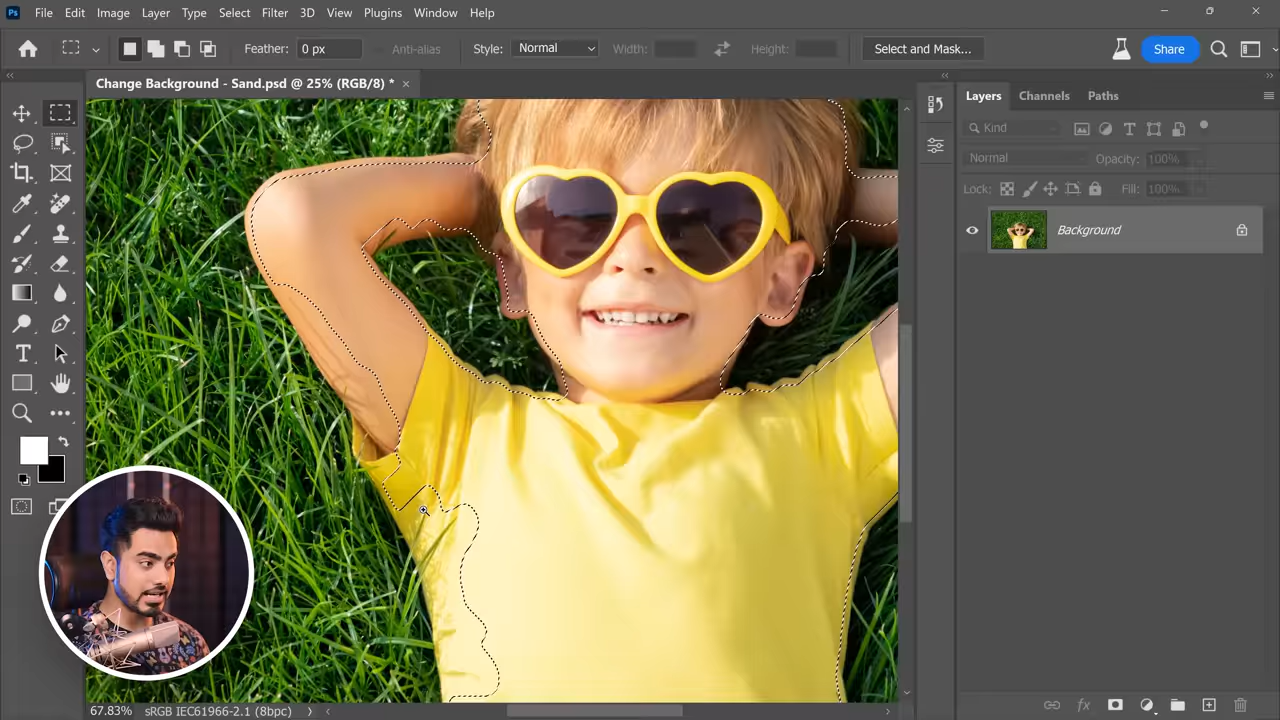 Ps File Edit Image Layer Type Select Filter 3D View Plugins Window Help
Feather: 0 px Anti-alias Style: Normal Width: Height: Select and Mask... Share
Change Background - Sand.psd @ 25% (RGB/8) *
Layers Channels Paths
Kind
Normal Opacity: 100%
Lock: Fill: 100%
Background
67.83% sRGB IEC61966-2.1 (8bpc)